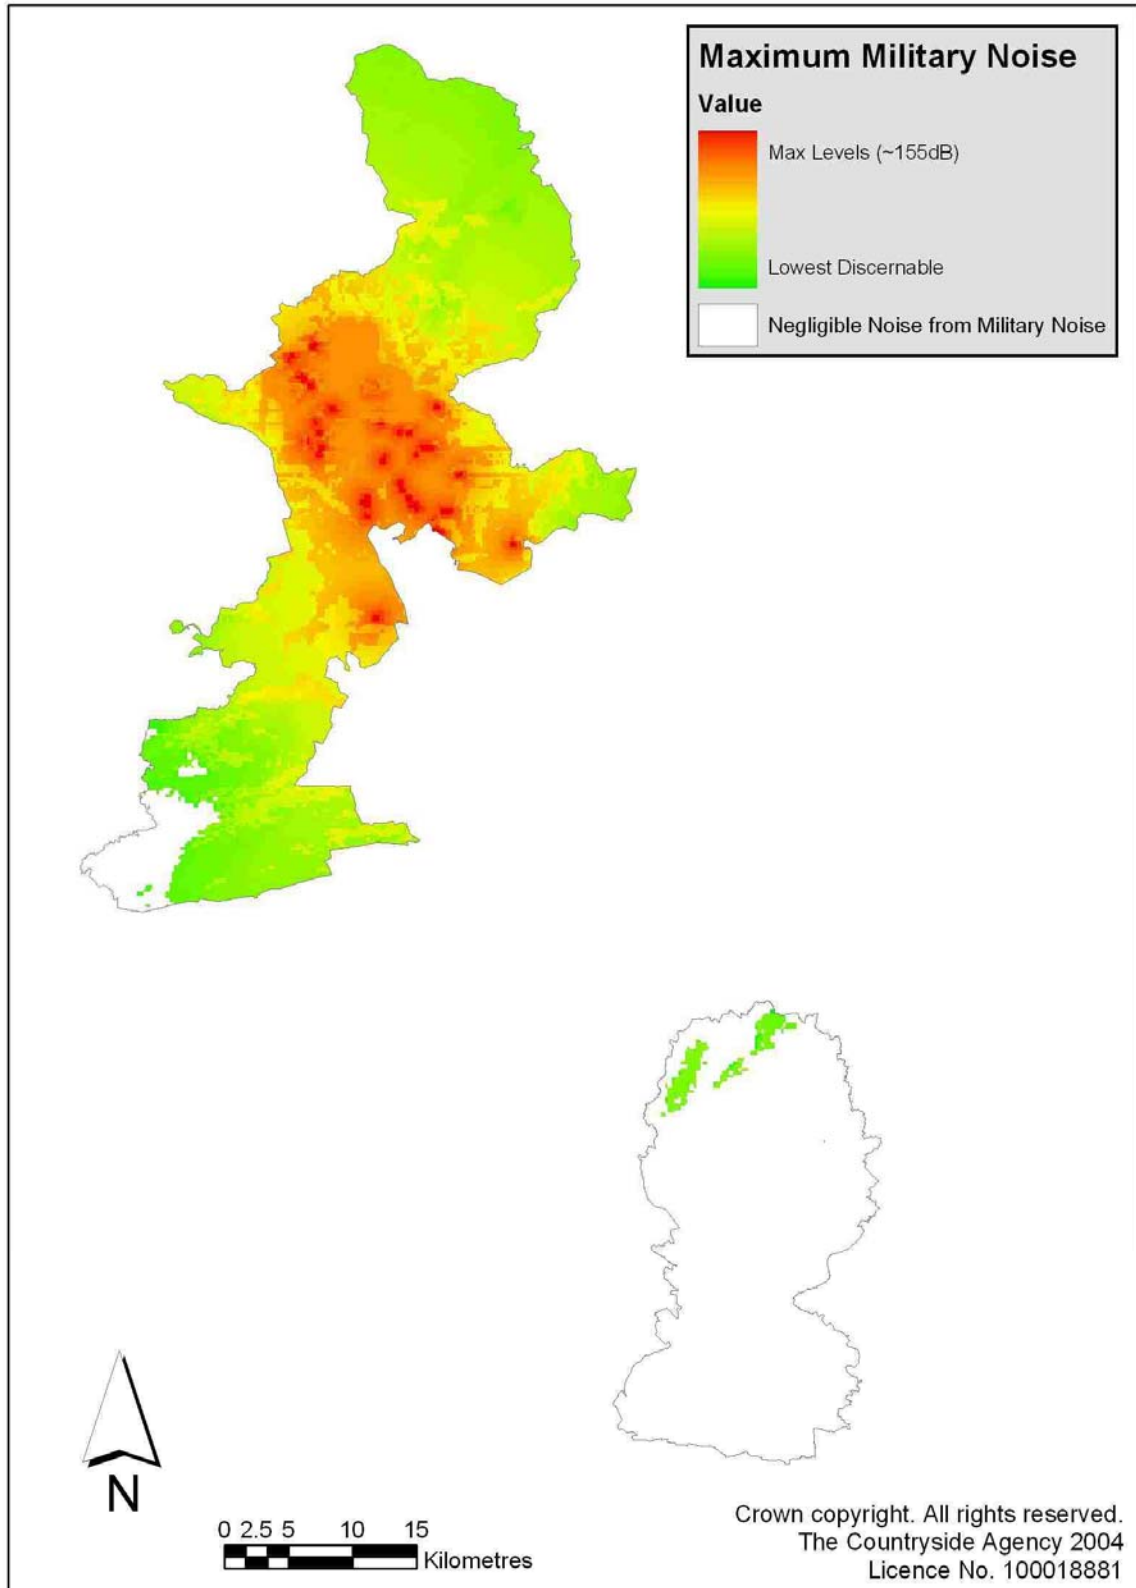 Maximum Military Noise
Value
Max Levels (~155dB)
Lowest Discernable
Negligible Noise from Military Noise
N
0 2.5 5 10 15
Kilometres
Crown copyright. All rights reserved.
The Countryside Agency 2004
Licence No. 100018881